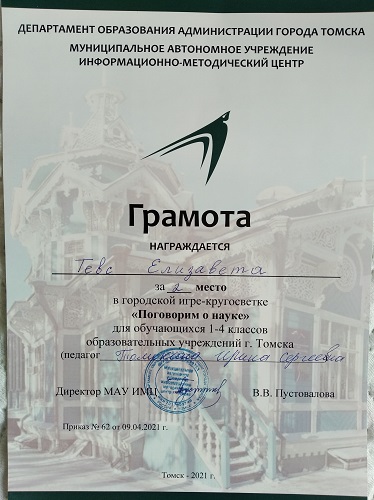 ДЕПАРТАМЕНТ ОБРАЗОВАНИЯ АДМИНИСТРАЦИИ ГОРОДА ТОМСКА
МУНИЦИПАЛЬНОЕ АВТОНОМНОЕ УЧРЕЖДЕНИЕ
ИНФОРМАЦИОННО-МЕТОДИЧЕСКИЙ ЦЕНТР
Грамота
НАГРАЖДАЕТСЯ
Гевс Елизавета
за 2 место
в городской игре-кругосветке
«Поговорим о науке»
для обучающихся 1-4 классов
образовательных учреждений г. Томска
(педагог Ирина Сергеевна
Директор МАУ ИМЦ В.В. Пустовалова
Приказ № 62 от 09.04.2021 г.
Томск - 2021 г.